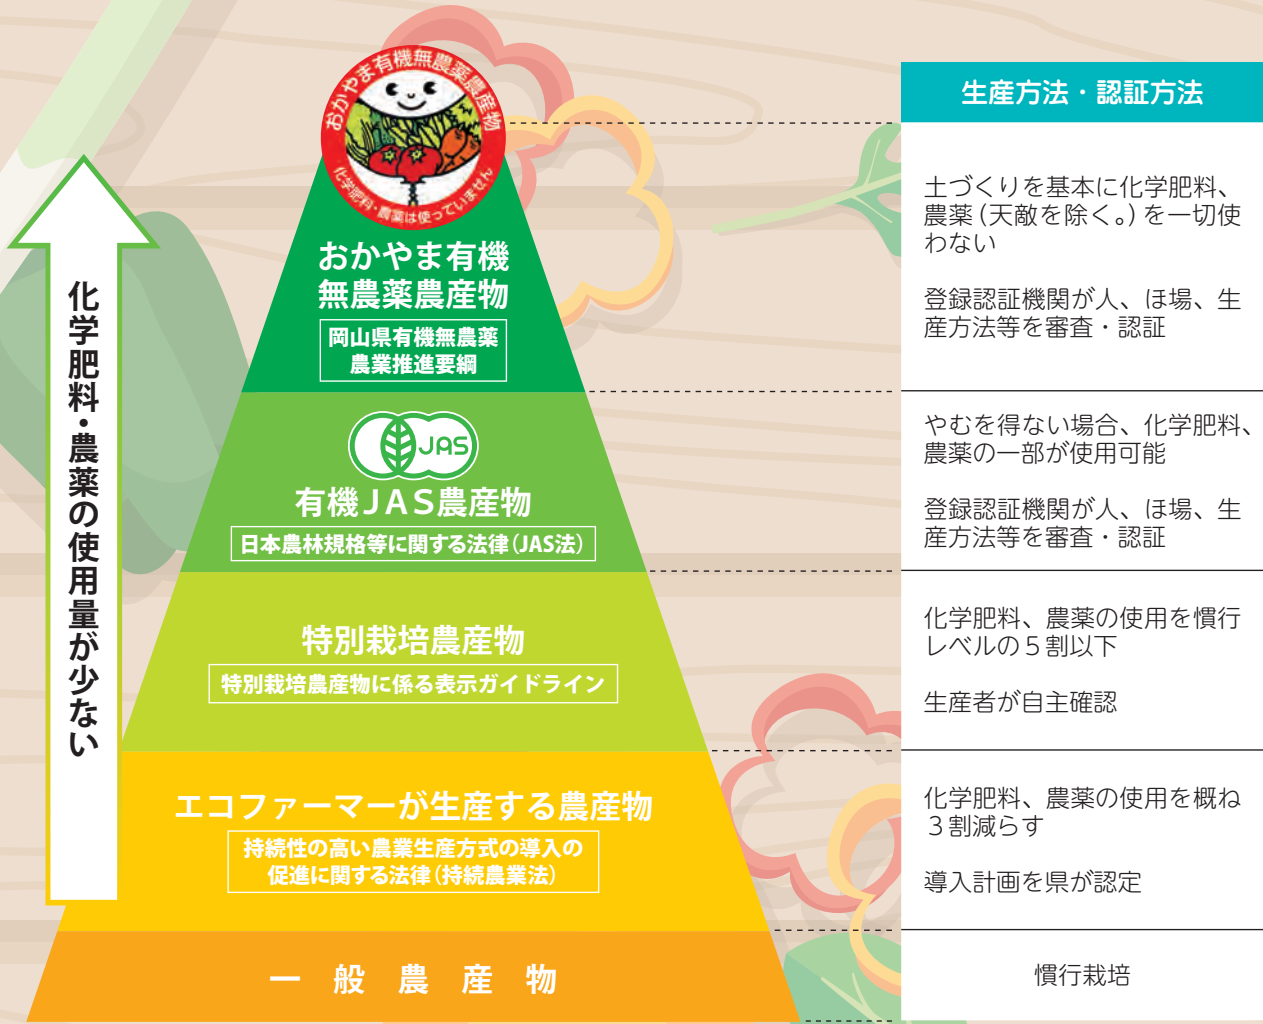 おかやま有機無農薬農産物
化学肥料・農薬は使っていません
化学肥料・農薬の使用量が少ない
生産方法・認証方法
おかやま有機
無農薬農産物
岡山県有機無農薬
農業推進要綱
土づくりを基本に化学肥料、
農薬(天敵を除く。)を一切使
わない
登録認証機関が人、ほ場、生
産方法等を審査・認証
JAS
有機JAS農産物
日本農林規格等に関する法律(JAS法)
やむを得ない場合、化学肥料、
農薬の一部が使用可能
登録認証機関が人、ほ場、生
産方法等を審査・認証
特別栽培農産物
特別栽培農産物に係る表示ガイドライン
化学肥料、農薬の使用を慣行
レベルの5割以下
生産者が自主確認
エコファーマーが生産する農産物
持続性の高い農業生産方式の導入の
促進に関する法律(持続農業法)
化学肥料、農薬の使用を概ね
3割減らす
導入計画を県が認定
一般農産物
慣行栽培